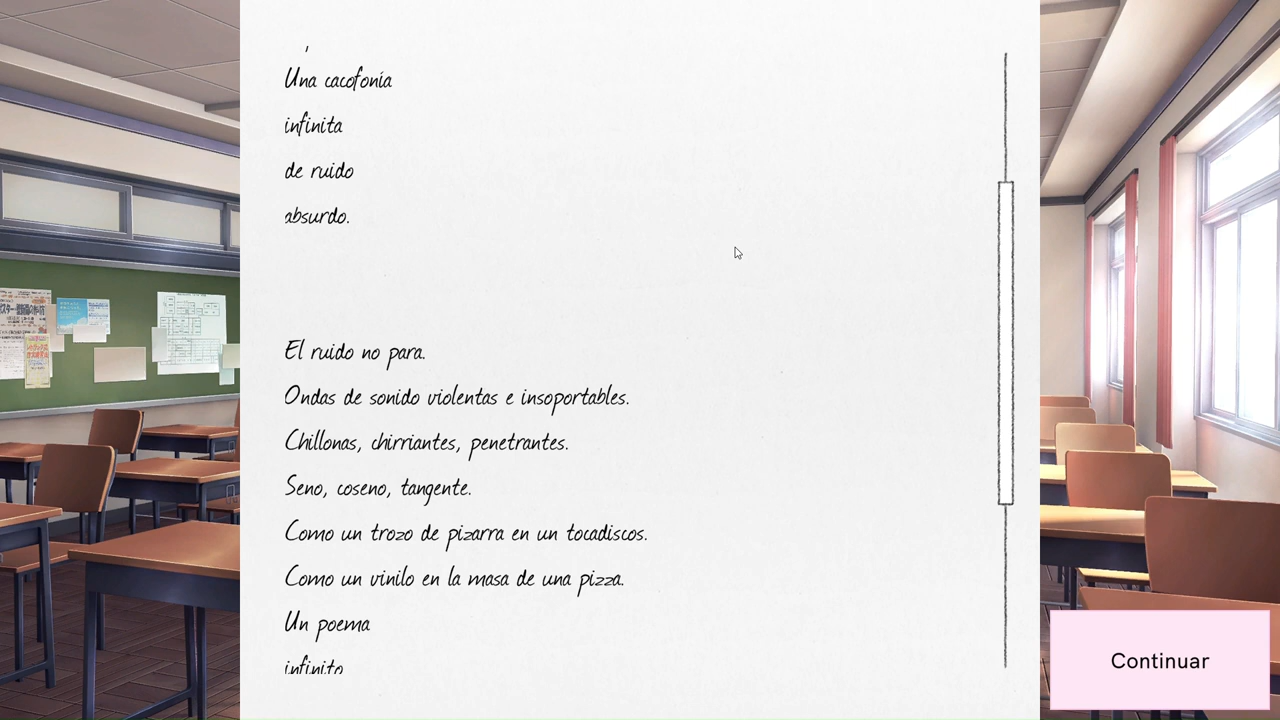 Una cacofonía
infinita
de ruido
absurdo.
El ruido no para.
Ondas de sonido violentas e insoportables.
Chillonas, chirriantes, penetrantes.
Seno, coseno, tangente.
Como un trozo de pizarra en un tocadiscos.
Como un vinilo en la masa de una pizza.
Un poema
infinito
Continuar